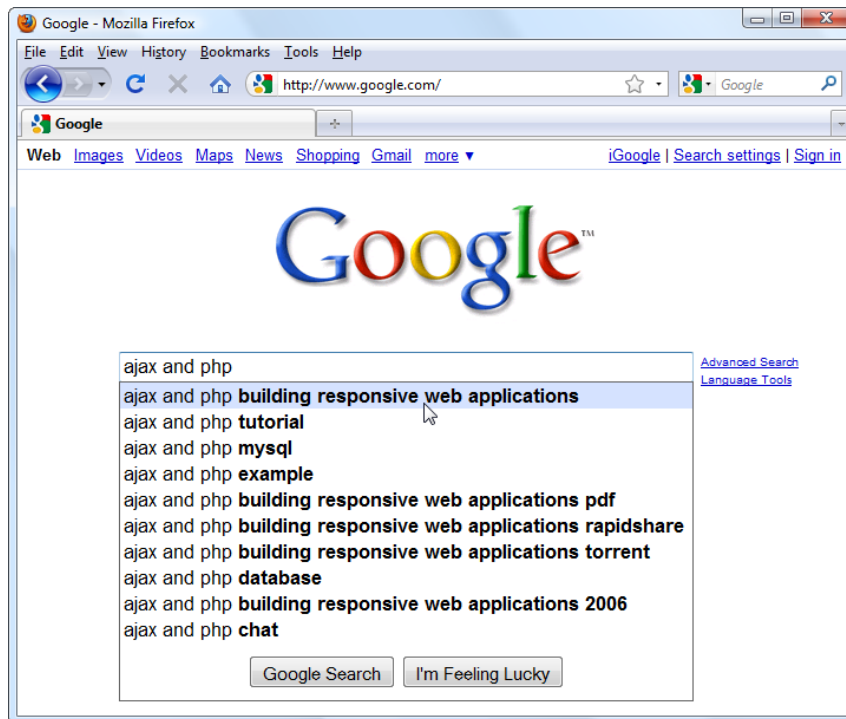 Google - Mozilla Firefox
File Edit View History Bookmarks Tools Help
http://www.google.com/ Google
Google
Web Images Videos Maps News Shopping Gmail more ▼ iGoogle | Search settings | Sign in
Google™
ajax and php
Advanced Search
Language Tools
ajax and php building responsive web applications
ajax and php tutorial
ajax and php mysql
ajax and php example
ajax and php building responsive web applications pdf
ajax and php building responsive web applications rapidshare
ajax and php building responsive web applications torrent
ajax and php database
ajax and php building responsive web applications 2006
ajax and php chat
Google Search I'm Feeling Lucky